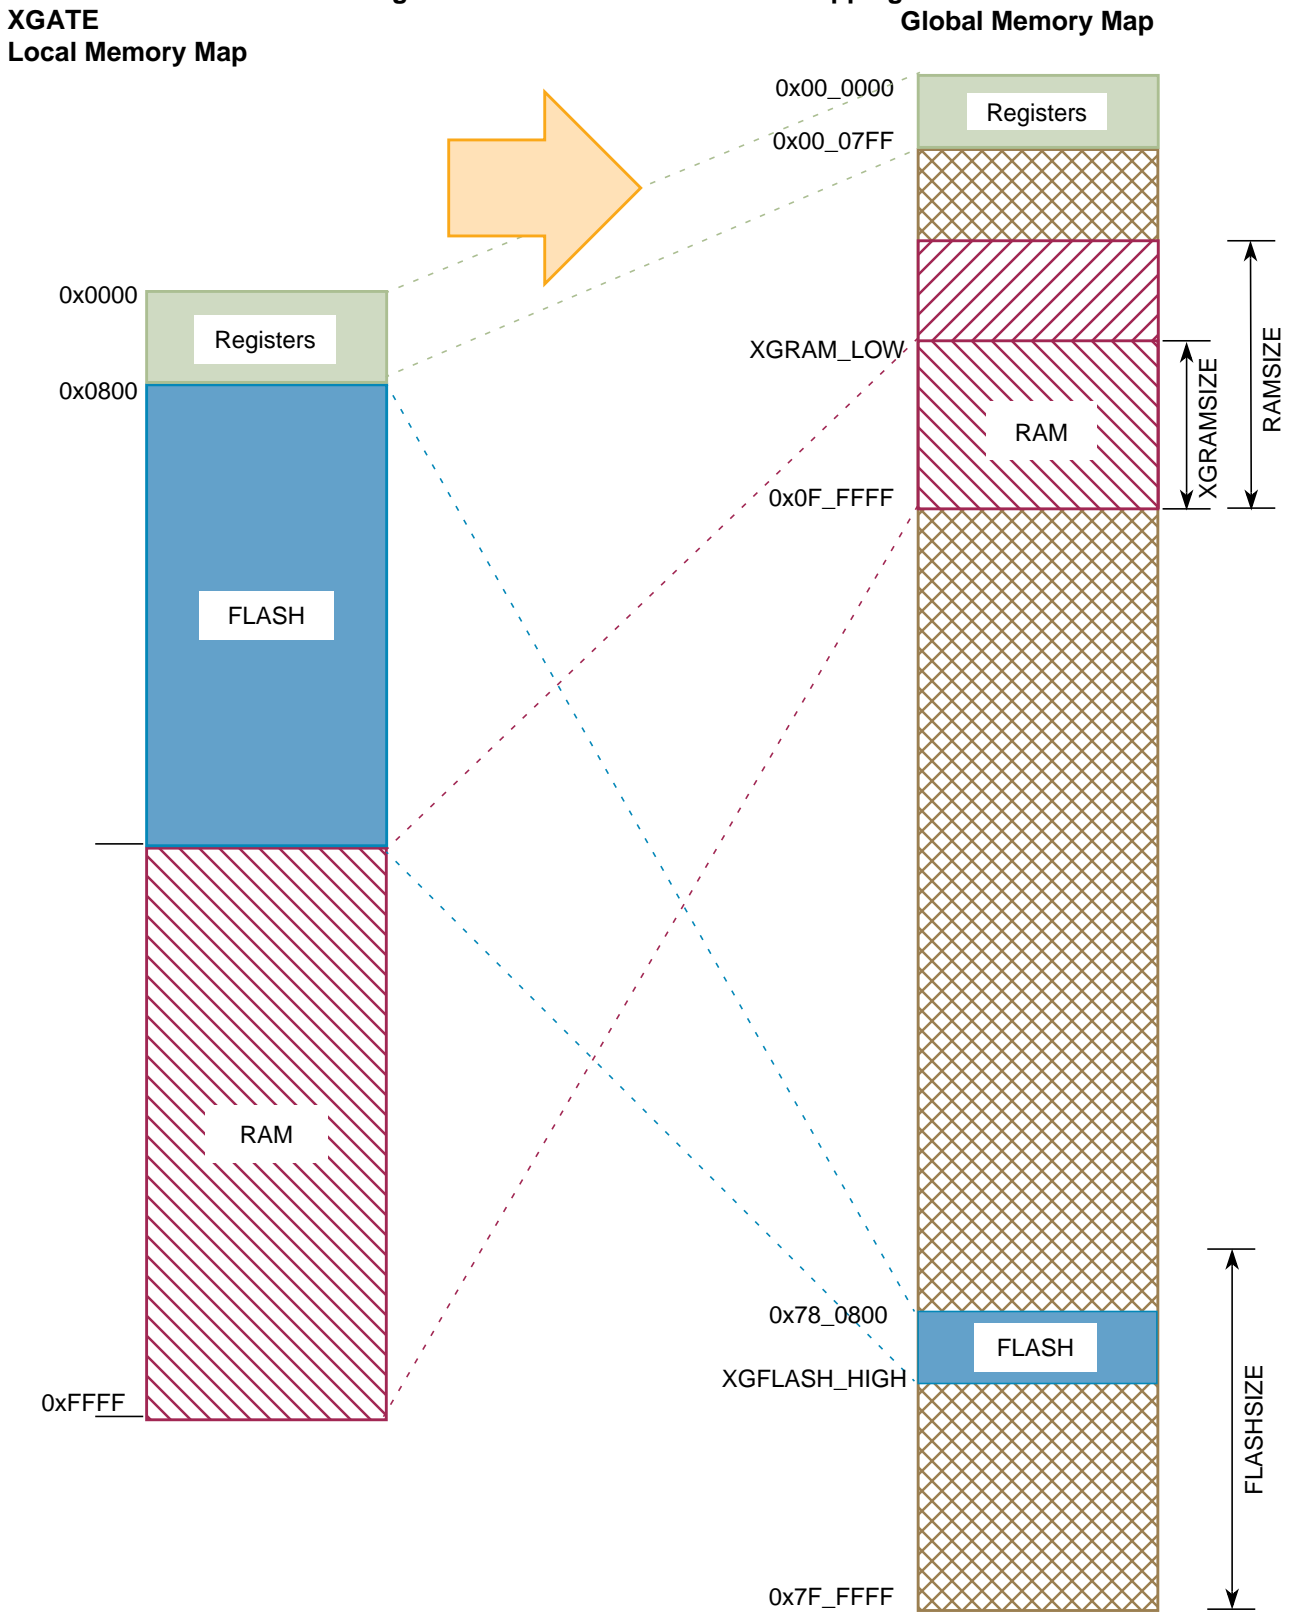 XGATE
Local Memory Map
Global Memory Map
0x00_0000
Registers
0x00_07FF
0x0000
Registers
XGRAM_LOW
0x0800
RAM
XGRAMSIZE
RAMSIZE
0x0F_FFFF
FLASH
RAM
0x78_0800
FLASH
XGFLASH_HIGH
0xFFFF
FLASHSIZE
0x7F_FFFF